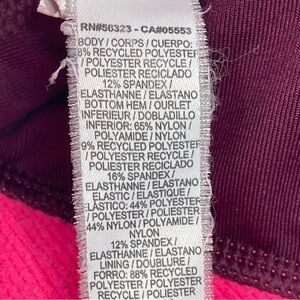 RN#56323 - CA#05553
BODY / CORPS / CUERPO:
8% RECYCLED POLYESTER
/ POLYESTER RECYCLE /
POLIESTER RECICLADO
12% SPANDEX /
ELASTHANNE / ELASTANO
BOTTOM HEM / OURLET
INFERIEUR / DOBLADILLO
INFERIOR: 65% NYLON /
POLYAMIDE / NYLON
9% RECYCLED POLYESTER
/ POLYESTER RECYCLE /
POLIESTER RECICLADO
16% SPANDEX /
ELASTHANNE / ELASTANO
ELASTIC / ELASTIQUE /
ELÁSTICO: 44% POLYESTER
/ POLYESTER / POLIESTER
44% NYLON / POLYAMIDE /
NYLON
12% SPANDEX /
ELASTHANNE / ELASTANO
LINING / DOUBLURE /
FORRO: 88% RECYCLED
POLYESTER / POLYESTER
RECYCLE / POLIESTER